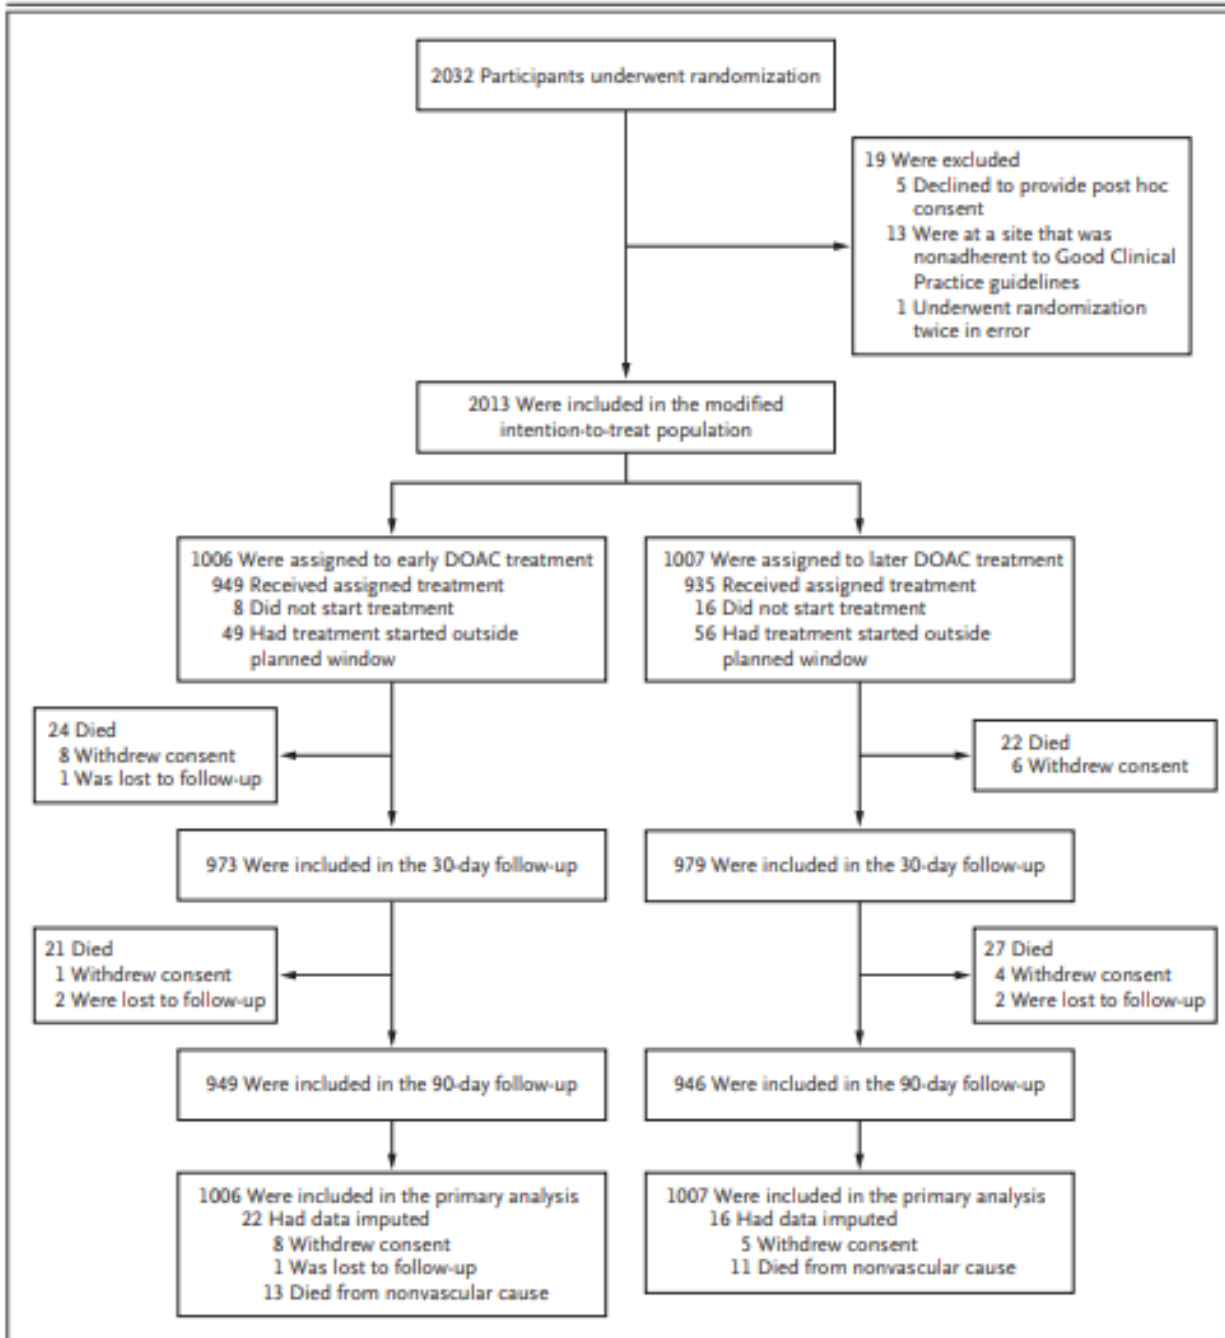 2032 Participants underwent randomization
19 Were excluded
5 Declined to provide post hoc
consent
13 Were at a site that was
nonadherent to Good Clinical
Practice guidelines
1 Underwent randomization
twice in error
2013 Were included in the modified
intention-to-treat population
1006 Were assigned to early DOAC treatment
949 Received assigned treatment
8 Did not start treatment
49 Had treatment started outside
planned window
1007 Were assigned to later DOAC treatment
935 Received assigned treatment
16 Did not start treatment
56 Had treatment started outside
planned window
24 Died
8 Withdrew consent
1 Was lost to follow-up
22 Died
6 Withdrew consent
973 Were included in the 30-day follow-up
979 Were included in the 30-day follow-up
21 Died
1 Withdrew consent
2 Were lost to follow-up
27 Died
4 Withdrew consent
2 Were lost to follow-up
949 Were included in the 90-day follow-up
946 Were included in the 90-day follow-up
1006 Were included in the primary analysis
22 Had data imputed
8 Withdrew consent
1 Was lost to follow-up
13 Died from nonvascular cause
1007 Were included in the primary analysis
16 Had data imputed
5 Withdrew consent
11 Died from nonvascular cause